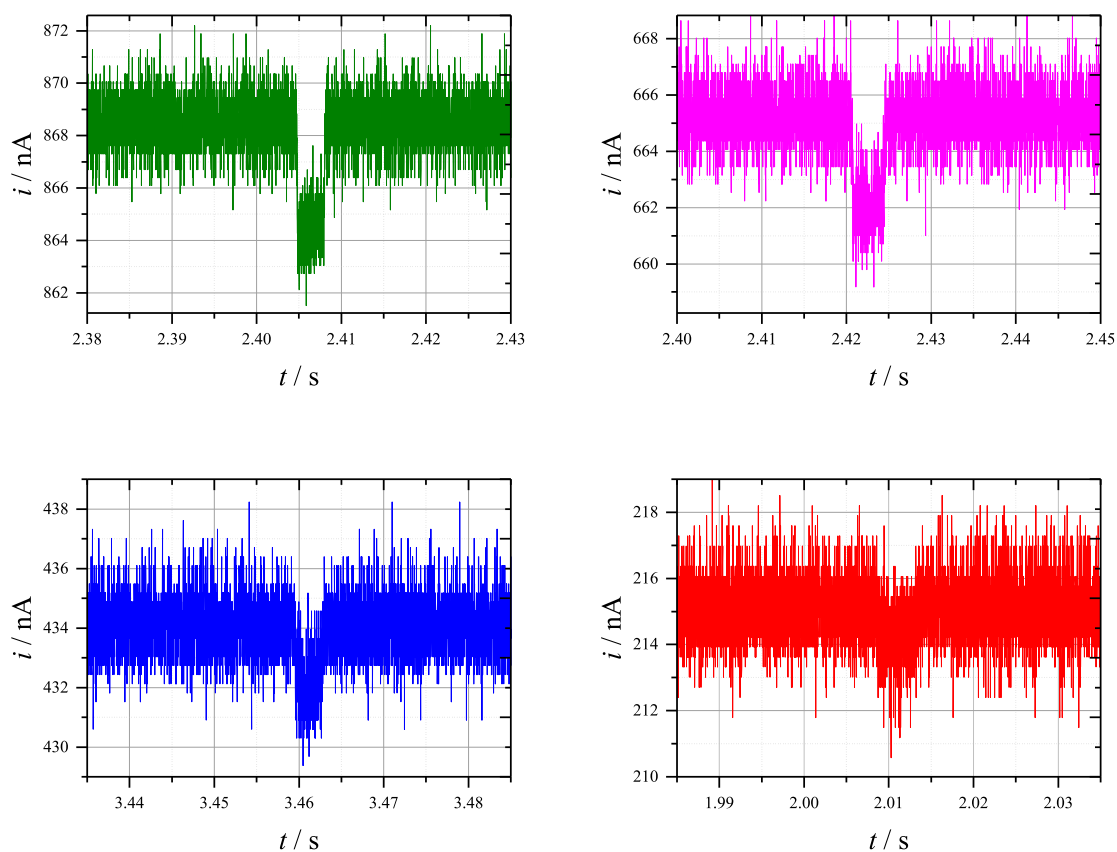 872
870
868
866
864
862
i / nA
2.38 2.39 2.40 2.41 2.42 2.43
t / s
668
666
664
662
660
i / nA
2.40 2.41 2.42 2.43 2.44 2.45
t / s
438
436
434
432
430
i / nA
3.44 3.45 3.46 3.47 3.48
t / s
218
216
214
212
210
i / nA
1.99 2.00 2.01 2.02 2.03
t / s